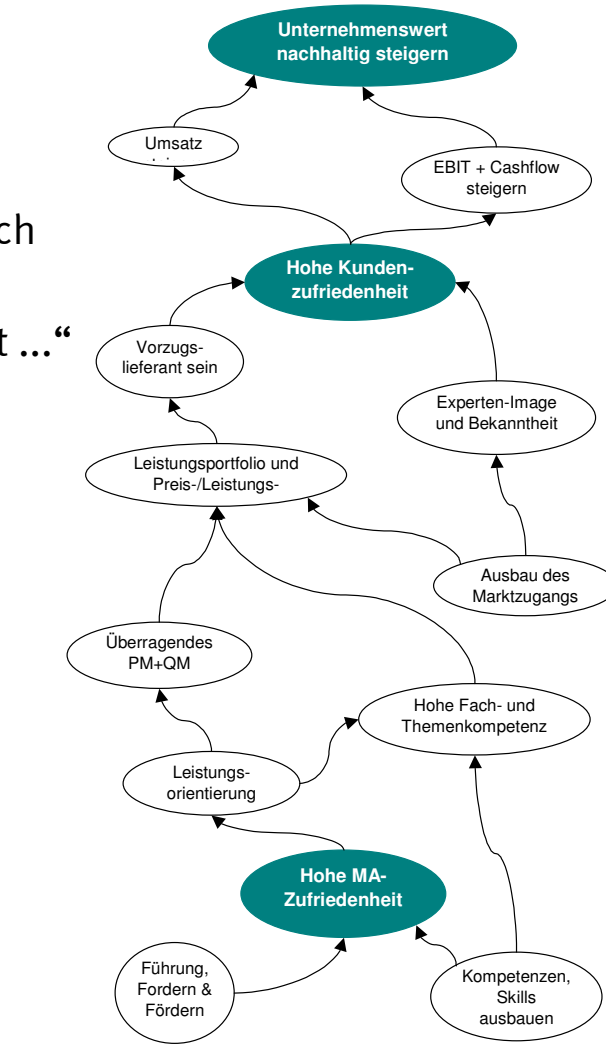 Unternehmenswert
nachhaltig steigern
Umsatz
EBIT + Cashflow
steigern
ch
Hohe Kunden-
zufriedenheit
t ...“
Vorzugs-
lieferant sein
Experten-Image
und Bekanntheit
Leistungsportfolio und
Preis-/Leistungs-
Ausbau des
Marktzugangs
Überragendes
PM+QM
Hohe Fach- und
Themenkompetenz
Leistungs-
orientierung
Hohe MA-
Zufriedenheit
Führung,
Fordern &
Fördern
Kompetenzen,
Skills
ausbauen